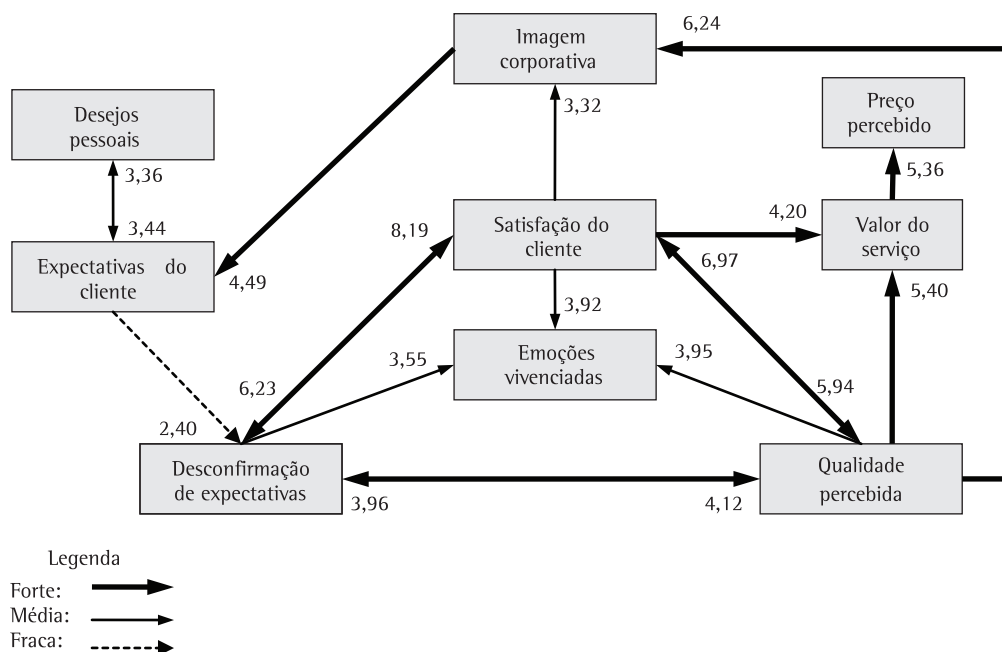 Imagem
corporativa
6,24
Desejos
pessoais
3,32
Preço
percebido
3,36
5,36
3,44
8,19
Satisfação do
cliente
4,20
Valor do
serviço
Expectativas do
cliente
4,49
6,97
5,40
3,92
3,55
Emoções
vivenciadas
3,95
6,23
5,94
2,40
Desconfirmação
de expectativas
Qualidade
percebida
3,96
4,12
Legenda
Forte:
Média:
Fraca: